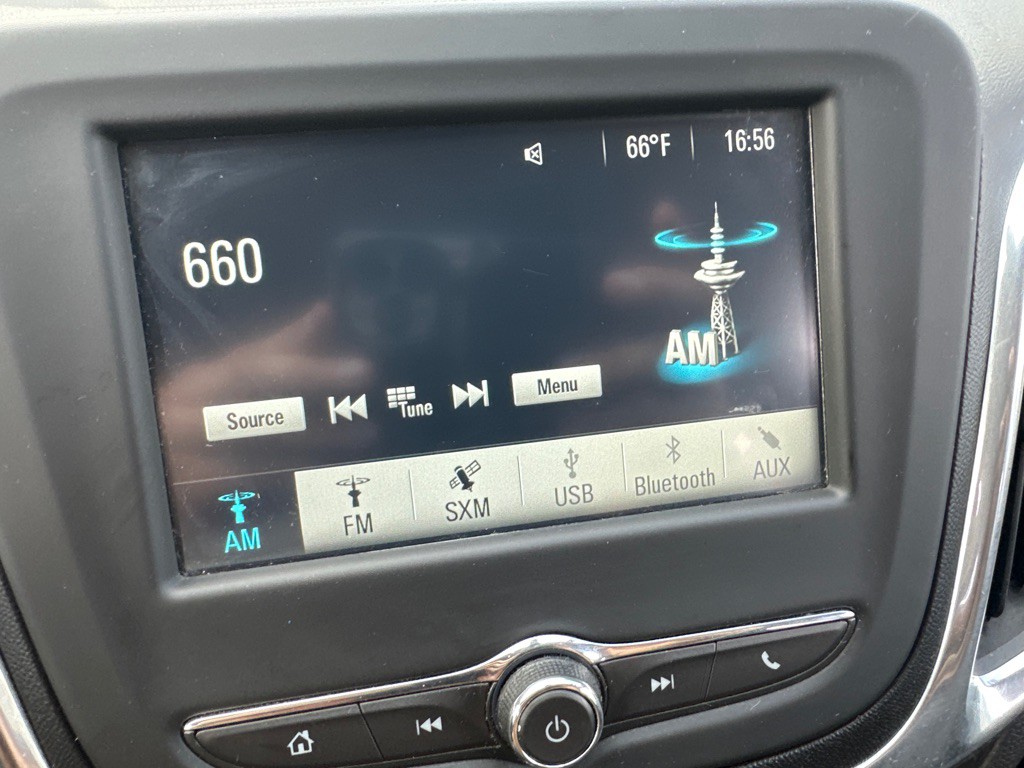 66°F 16:56
660
AM
Source Tune Menu
AM FM SXM USB Bluetooth AUX